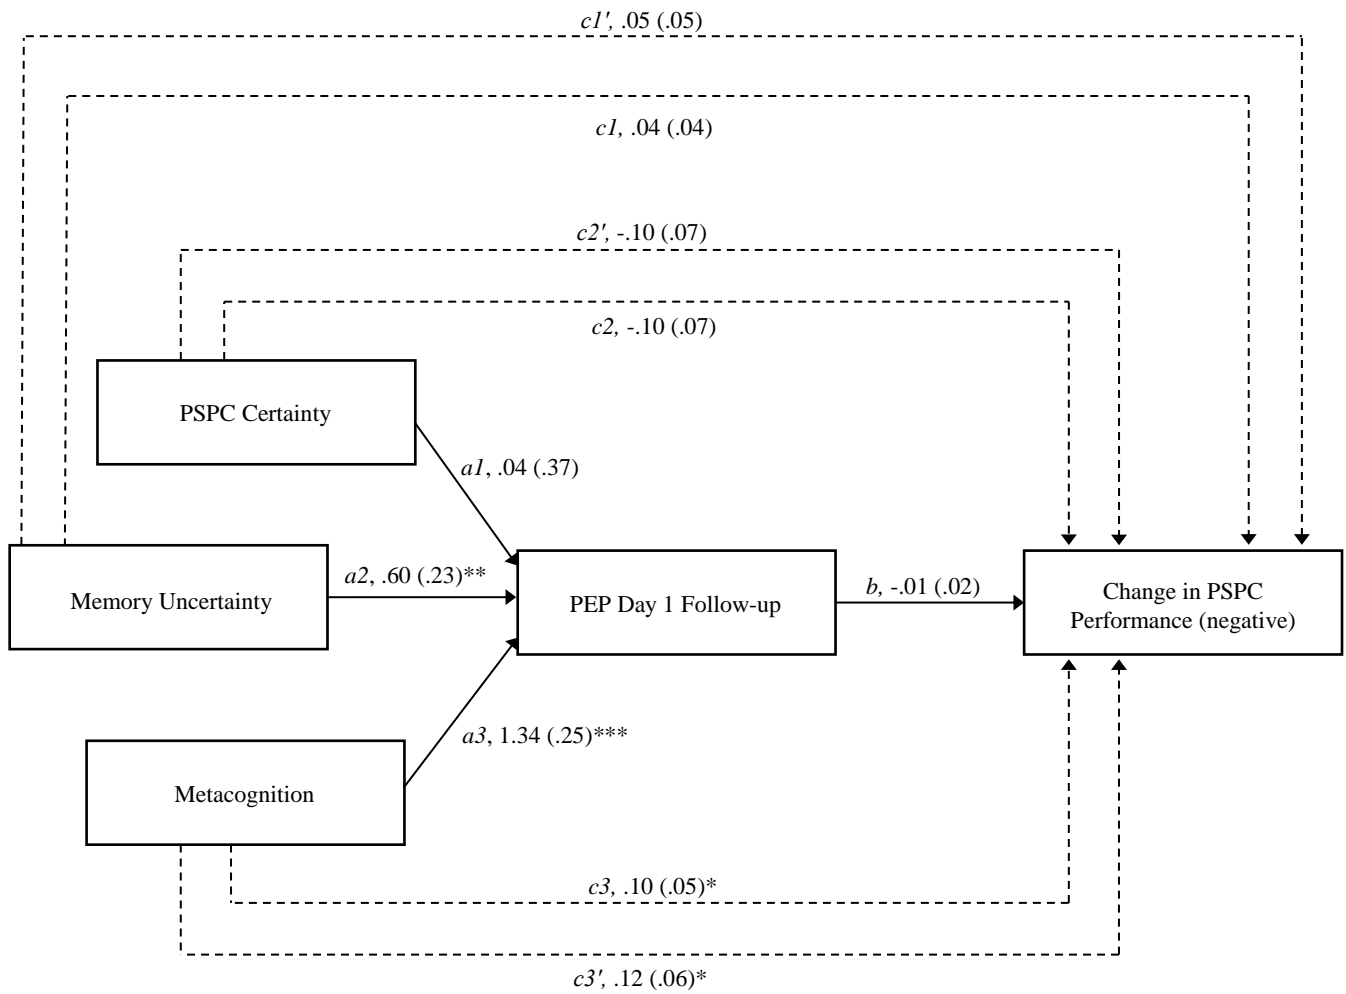 c1', .05 (.05)
c1, .04 (.04)
c2', -.10 (.07)
c2, -.10 (.07)
PSPC Certainty
a1, .04 (.37)
a2, .60 (.23)**
Memory Uncertainty
PEP Day 1 Follow-up
b, -.01 (.02)
Change in PSPC
Performance (negative)
a3, 1.34 (.25)***
Metacognition
c3, .10 (.05)*
c3', .12 (.06)*